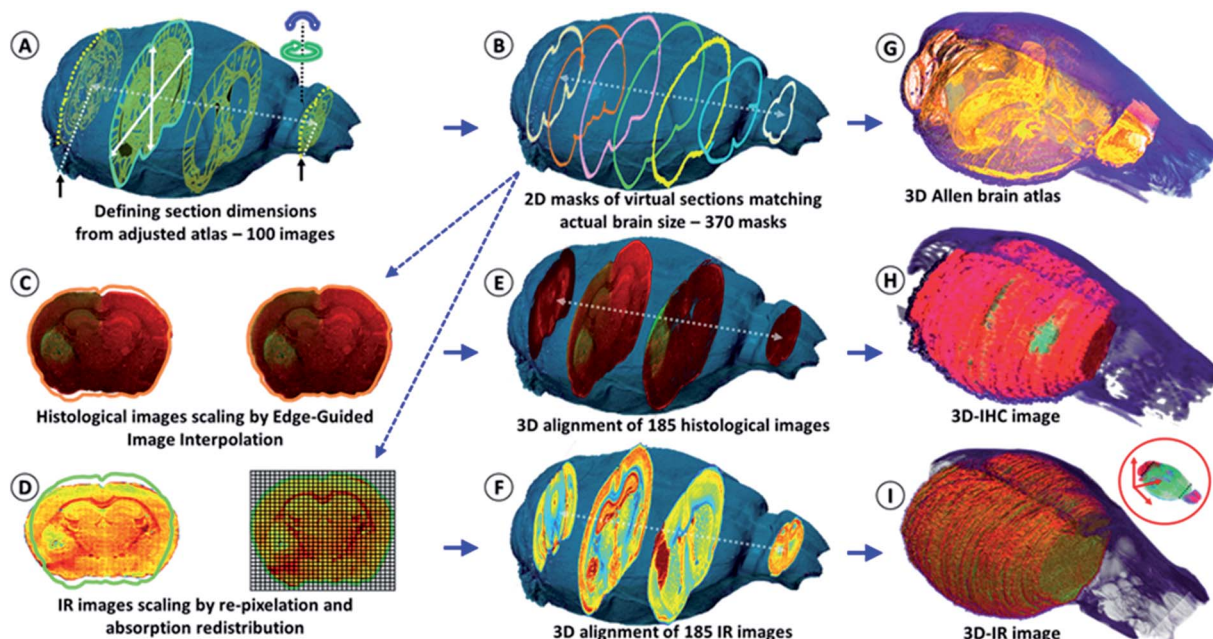 A
B
G
Defining section dimensions
from adjusted atlas – 100 images
2D masks of virtual sections matching
actual brain size – 370 masks
3D Allen brain atlas
C
E
H
Histological images scaling by Edge-Guided
Image Interpolation
3D alignment of 185 histological images
3D-IHC image
D
F
I
IR images scaling by re-pixelation and
absorption redistribution
3D alignment of 185 IR images
3D-IR image